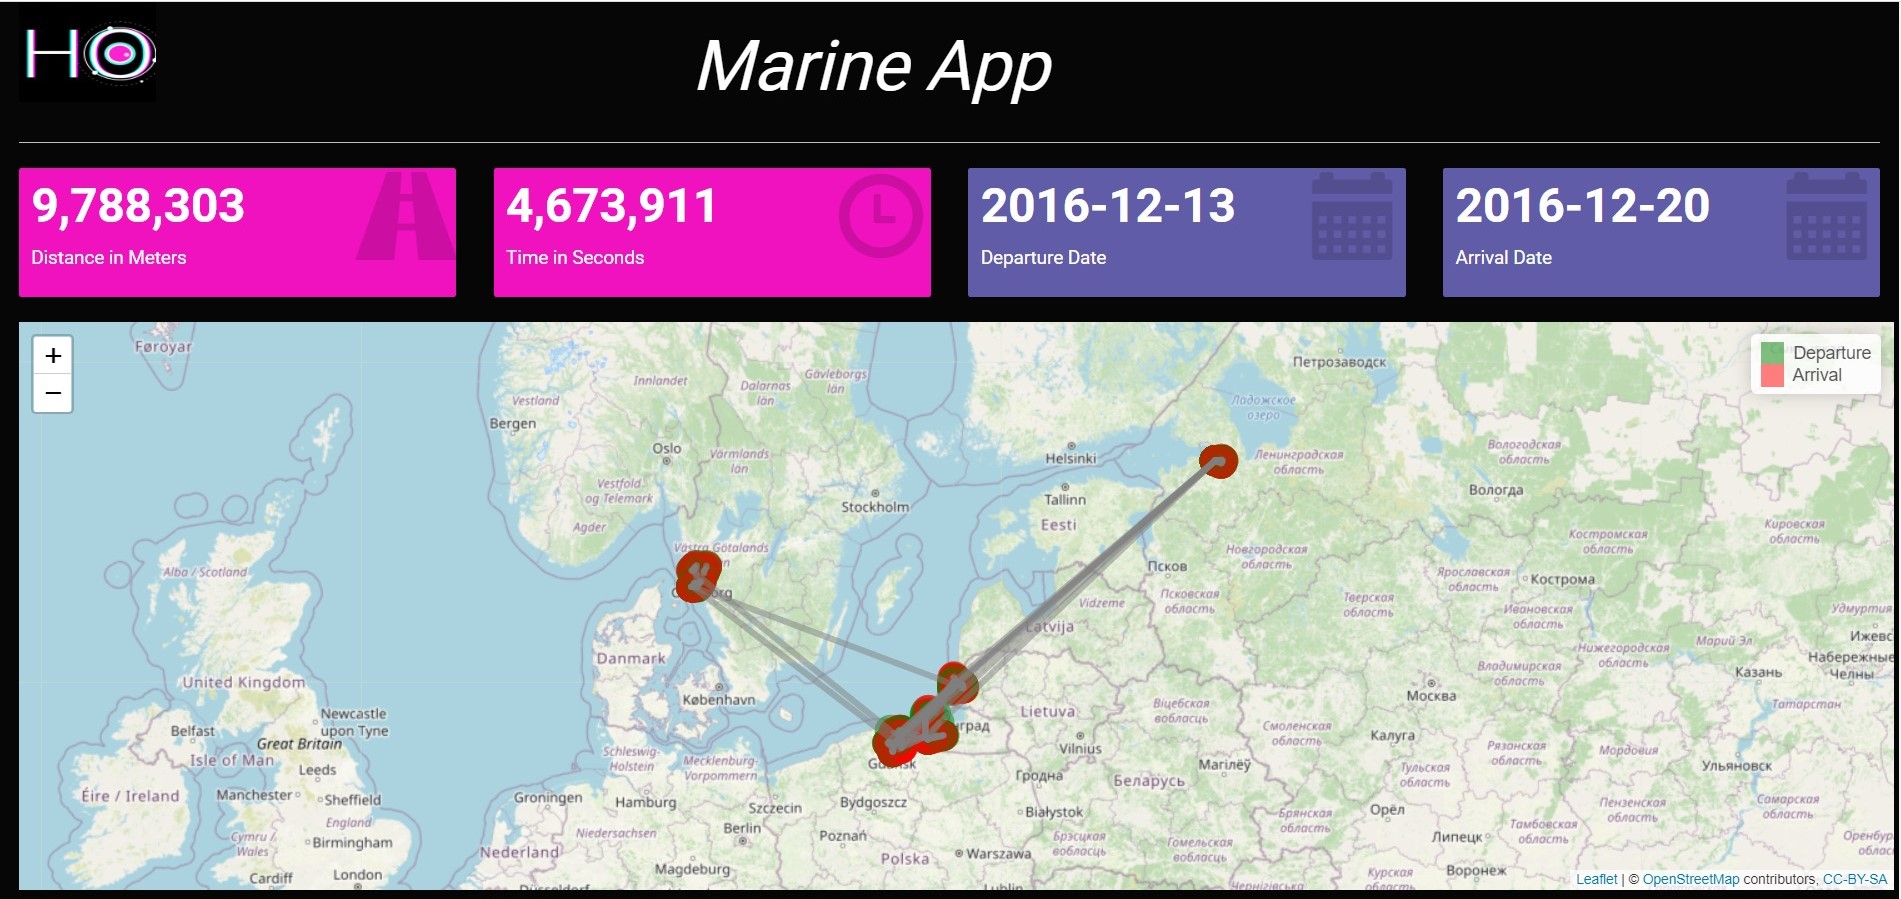 HO
Marine App
9,788,303
Distance in Meters
4,673,911
Time in Seconds
2016-12-13
Departure Date
2016-12-20
Arrival Date
+
−
Departure
Arrival
Føroyar
Innlandet
Dalarnas
län
Gävleborgs
län
Петрозаводск
Vestland
Bergen
Oslo
Värmlands
län
Helsinki
Ладожское
озеро
Ленинградская
область
Вологодская
область
Vestfold
og Telemark
Stockholm
Tallinn
Вологда
Agder
Eesti
Västra Götalands
Новгородская
область
Костромская
область
Кировская
область
Alba / Scotland
Псков
Ярославская
область
Кострома
Псковская
область
Vidzeme
Тверская
область
Ивановская
область
Удмуртия
Latvija
Ижевс
Danmark
Владимирская
область
Нижегородская
область
Марий Эл
Набережные
Челны
United Kingdom
København
Казань
Москва
Newcastle
upon Tyne
Belfast
Great Britain
Isle of Man
Lietuva
Віцебская
вобласць
Смоленская
область
Татарстан
Vilnius
Калуга
Рязанская
область
Мордовия
Leeds
Schleswig-
Holstein
Mecklenburg-
Vorpommern
Gdańsk
Marilëÿ
Ульяновск
Éire / Ireland
Manchester
Sheffield
England
Groningen
Hamburg
Szczecin
Bydgoszcz
Гродна
Беларусь
Тульская
область
Białystok
Орёл
Пензенская
область
Самарская
область
Cymru /
Wales
Birmingham
Niedersachsen
Berlin
Poznań
Брэсцкая
вобласць
Брянская
область
Гомельская
вобласць
Липецк
Тамбовская
область
Nederland
Magdeburg
Polska
Warszawa
Cardiff
London
Курская
Воронеж
Leaflet | © OpenStreetMap contributors, CC-BY-SA